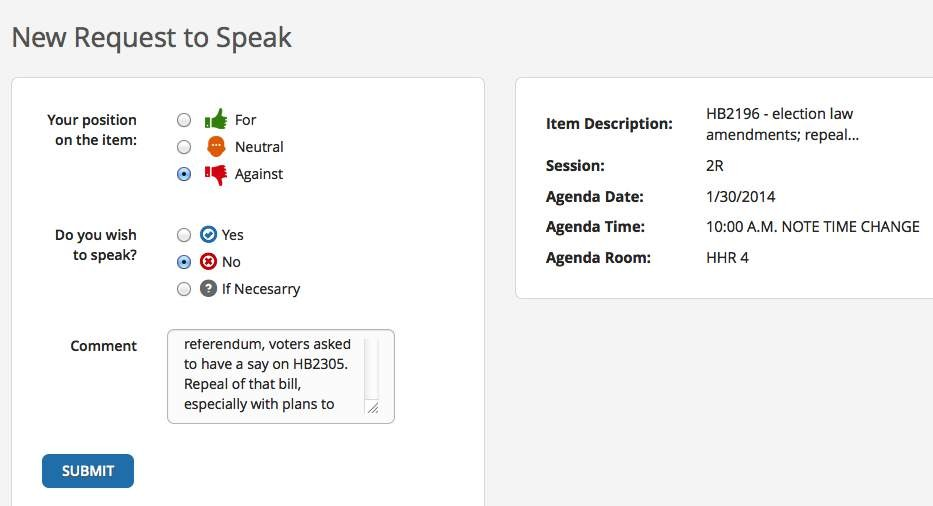 New Request to Speak
Your position
on the item:
For
Neutral
Against
Do you wish
to speak?
Yes
No
If Necesarry
Comment
referendum, voters asked
to have a say on HB2305.
Repeal of that bill,
especially with plans to
SUBMIT
Item Description: HB2196 - election law
amendments; repeal...
Session: 2R
Agenda Date: 1/30/2014
Agenda Time: 10:00 A.M. NOTE TIME CHANGE
Agenda Room: HHR 4